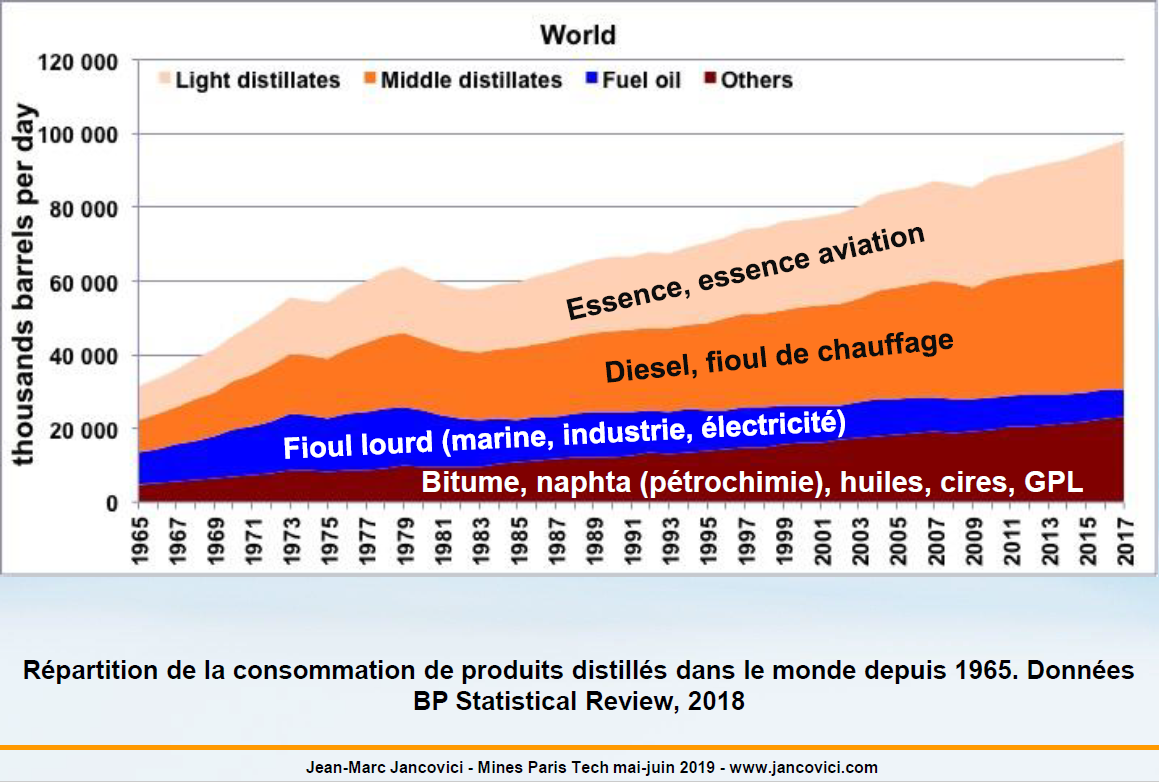 World
120 000
100 000
80 000
60 000
40 000
20 000
0
thousands barrels per day
Light distillates Middle distillates Fuel oil Others
Essence, essence aviation
Diesel, fioul de chauffage
Fioul lourd (marine, industrie, électricité)
Bitume, naphta (pétrochimie), huiles, cires, GPL
1965 1967 1969 1971 1973 1975 1977 1979 1981 1983 1985 1987 1989 1991 1993 1995 1997 1999 2001 2003 2005 2007 2009 2011 2013 2015 2017
Répartition de la consommation de produits distillés dans le monde depuis 1965. Données
BP Statistical Review, 2018
Jean-Marc Jancovici - Mines Paris Tech mai-juin 2019 - www.jancovici.com